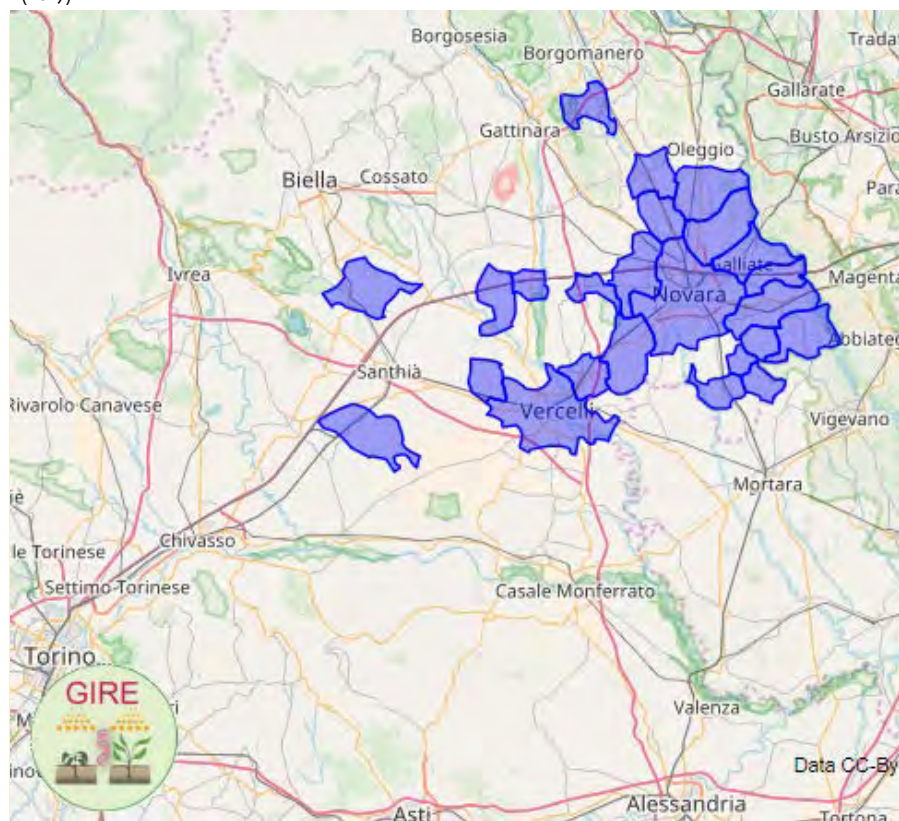 Borgosesia
Borgomanero
Trada
Gallarate
Gattinara
Busto Arsizio
Oleggio
Biella
Cossato
Para
Ivrea
Galliate
Magenta
Novara
Abbiateg
Santhià
Rivarolo Canavese
Vercelli
Vigevano
Mortara
le Torinese
Chivasso
Settimo Torinese
Casale Monferrato
Torino
GIRE
Valenza
Data CC-By
Asti
Alessandria
Tortona